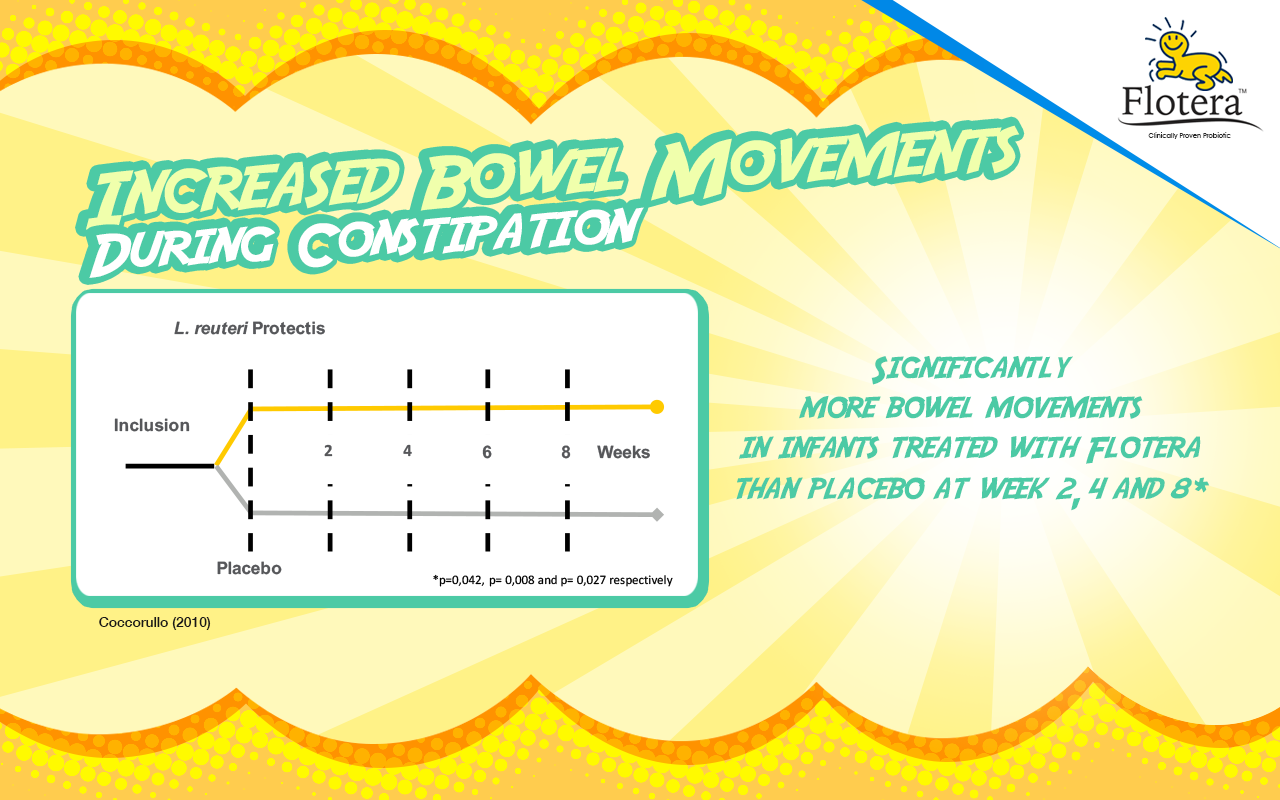 Flotera™
Clinically Proven Probiotic
INCREASED BOWEL MOVEMENTS
DURING CONSTIPATION
L. reuteri Protectis
Inclusion
2 4 6 8 Weeks
- - - -
Placebo
*p=0,042, p= 0,008 and p= 0,027 respectively
Coccorullo (2010)
SIGNIFICANTLY
MORE BOWEL MOVEMENTS
IN INFANTS TREATED WITH FLOTERA
THAN PLACEBO AT WEEK 2, 4 AND 8*